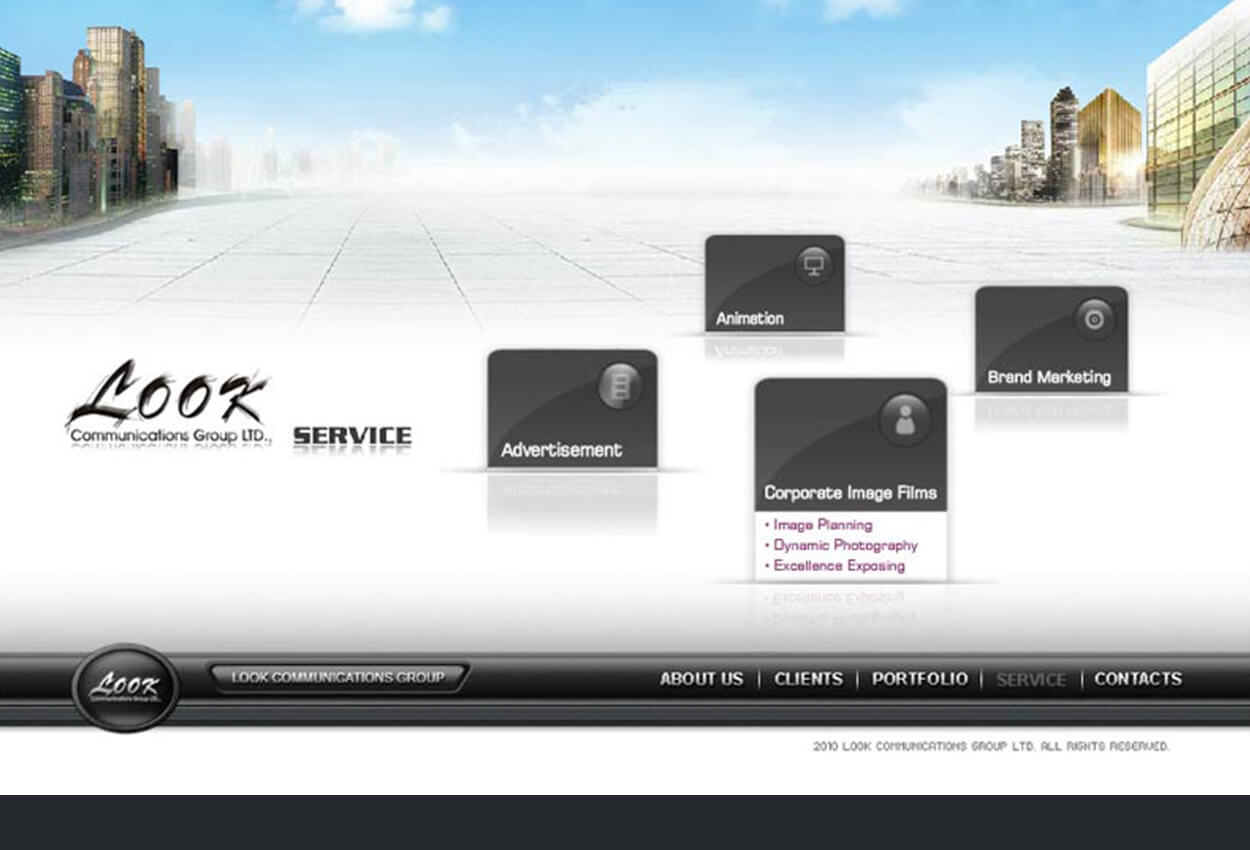 Animation
Brand Marketing
Look
Communications Group LTD.,
SERVICE
Advertisement
Corporate Image Films
• Image Planning
• Dynamic Photography
• Excellence Exposing
Look
Communications Group LTD.,
LOOK COMMUNICATIONS GROUP
ABOUT US | CLIENTS | PORTFOLIO | SERVICE | CONTACTS
2010 LOOK COMMUNICATIONS GROUP LTD. ALL RIGHTS RESERVED.